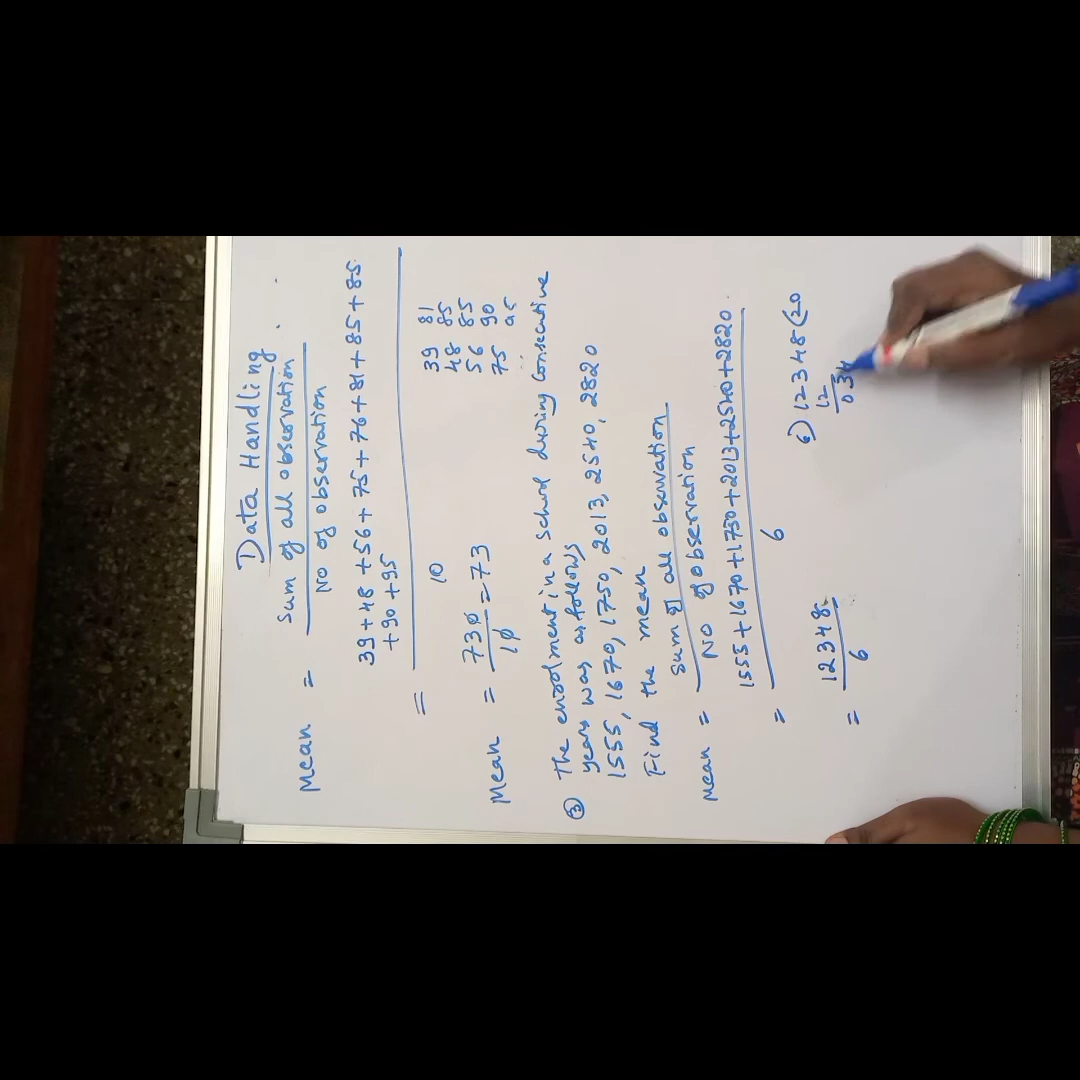 Data Handling
Mean = Sum of all observation
No of observation
39+48+56+75+76+81+85+85
+90+95
=
10
39 81
48 85
56 85
75 90
Mean = 730/10 = 73
③ The enrolment in a school during Consecutive
years was as follows
1555, 1670, 1750, 2013, 2540, 2820
Find the mean
Mean = Sum of all observation
No of observation
= 1555+1670+1750+2013+2540+2820
6
= 12348
6
6) 12348 (20
12
034